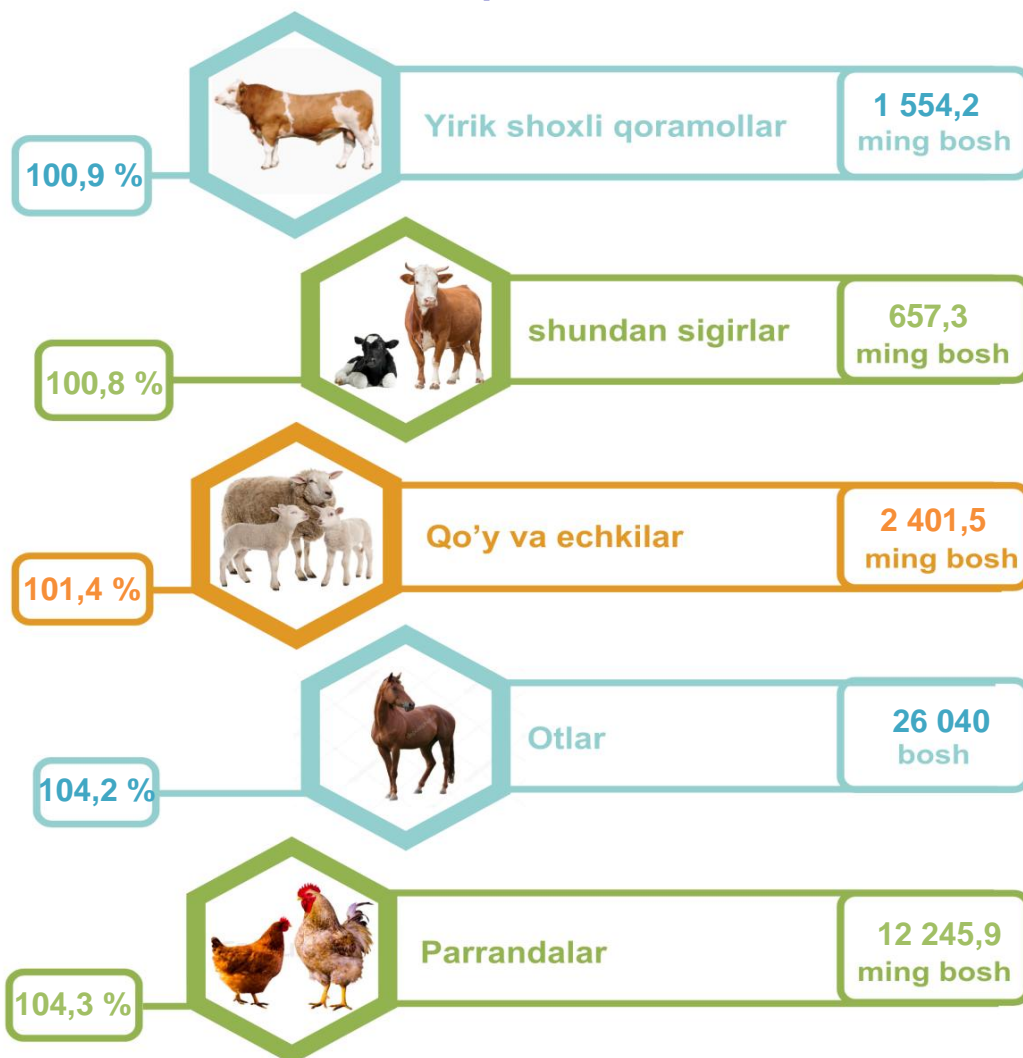 Yirik shoxli qoramollar
1 554,2
ming bosh
100,9 %
shundan sigirlar
657,3
ming bosh
100,8 %
Qo’y va echkilar
2 401,5
ming bosh
101,4 %
Otlar
26 040
bosh
104,2 %
Parrandalar
12 245,9
ming bosh
104,3 %